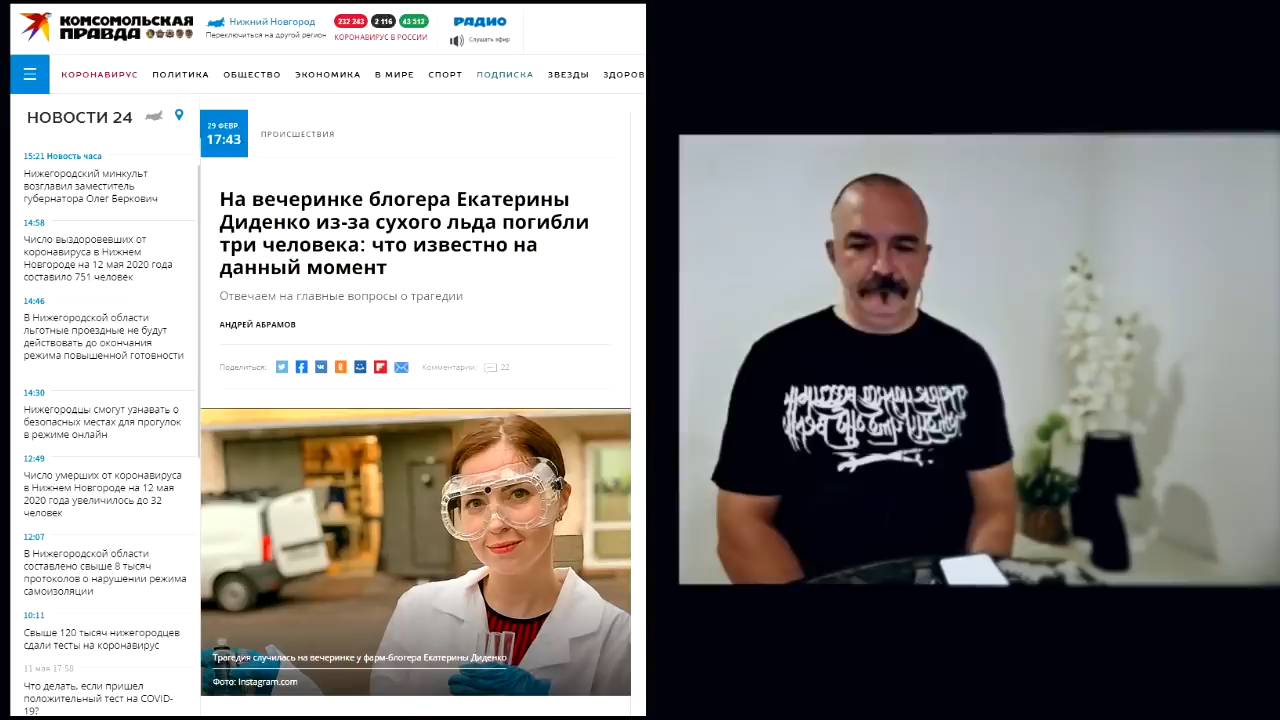 КОМСОМОЛЬСКАЯ
ПРАВДА
Нижний Новгород
Переключиться на другой регион
232 243
2 116
43 512
КОРОНАВИРУС В РОССИИ
РАДИО
Слушать эфир
КОРОНАВИРУС ПОЛИТИКА ОБЩЕСТВО ЭКОНОМИКА В МИРЕ СПОРТ ПОДПИСКА ЗВЕЗДЫ ЗДОРОВ
НОВОСТИ 24
15:21 Новость часа
Нижегородский минкульт
возглавил заместитель
губернатора Олег Беркович
14:58
Число выздоровевших от
коронавируса в Нижнем
Новгороде на 12 мая 2020 года
составило 751 человек
14:46
В Нижегородской области
льготные проездные не будут
действовать до окончания
режима повышенной готовности
14:30
Нижегородцы смогут узнавать о
безопасных местах для прогулок
в режиме онлайн
12:49
Число умерших от коронавируса
в Нижнем Новгороде на 12 мая
2020 года увеличилось до 32
человек
12:07
В Нижегородской области
составлено свыше 8 тысяч
протоколов о нарушении режима
самоизоляции
10:11
Свыше 120 тысяч нижегородцев
сдали тесты на коронавирус
11 мая 17:58
Что делать, если пришел
положительный тест на COVID-
19?
29 ФЕВР.
17:43
ПРОИСШЕСТВИЯ
На вечеринке блогера Екатерины
Диденко из-за сухого льда погибли
три человека: что известно на
данный момент
Отвечаем на главные вопросы о трагедии
АНДРЕЙ АБРАМОВ
Поделиться:
Комментарии: 22
Трагедия случилась на вечеринке у фарм-блогера Екатерины Диденко
Фото: Instagram.com